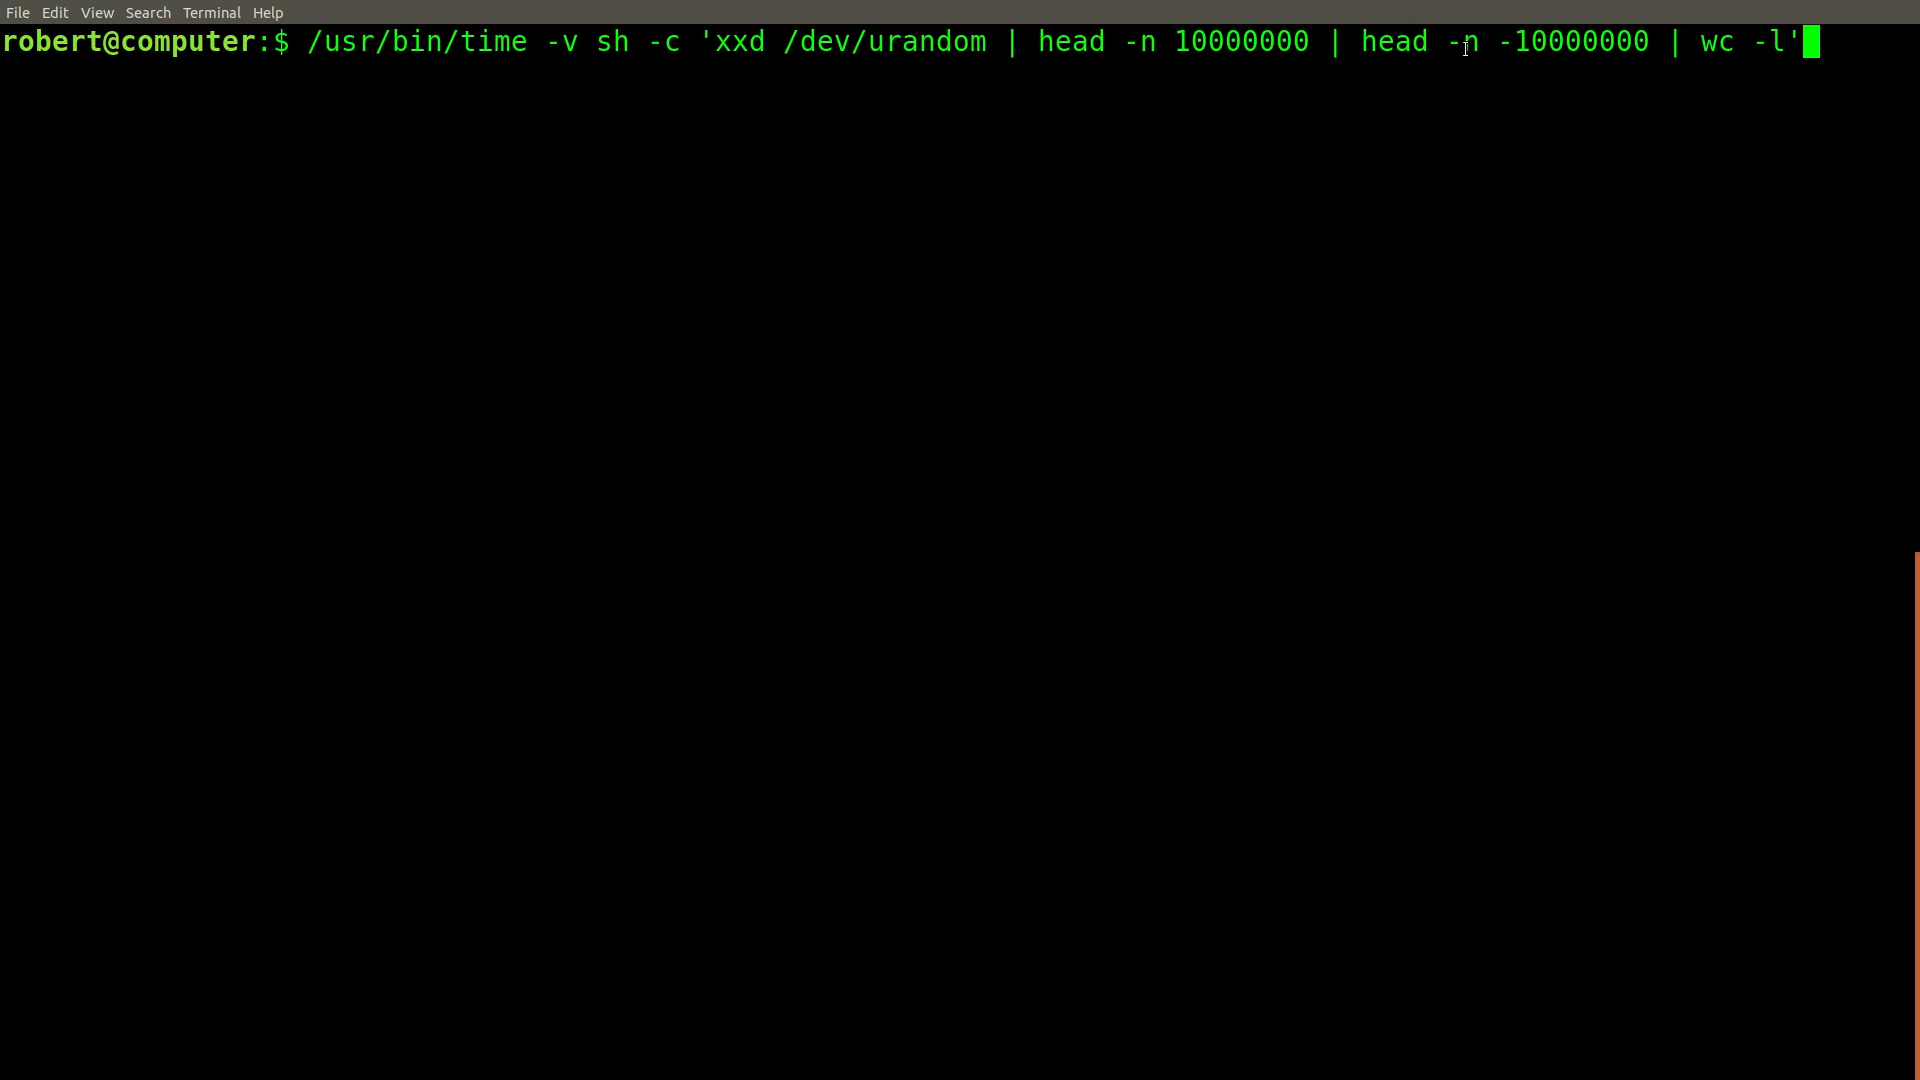 File Edit View Search Terminal Help
robert@computer:$ /usr/bin/time -v sh -c 'xxd /dev/urandom | head -n 10000000 | head -n -10000000 | wc -l'